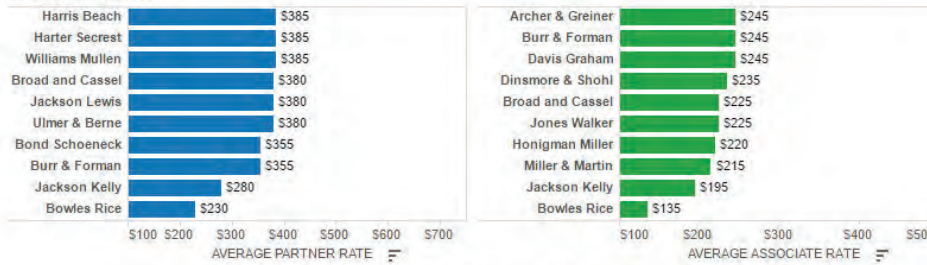 Harris Beach $385
Harter Secrest $385
Williams Mullen $385
Broad and Cassel $380
Jackson Lewis $380
Ulmer & Berne $380
Bond Schoeneck $355
Burr & Forman $355
Jackson Kelly $280
Bowles Rice $230
$100 $200 $300 $400 $500 $600 $700
AVERAGE PARTNER RATE
Archer & Greiner $245
Burr & Forman $245
Davis Graham $245
Dinsmore & Shohl $235
Broad and Cassel $225
Jones Walker $225
Honigman Miller $220
Miller & Martin $215
Jackson Kelly $195
Bowles Rice $135
$100 $200 $300 $400 $50
AVERAGE ASSOCIATE RATE